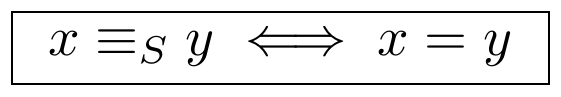 x ≡_S y ⟺ x = y